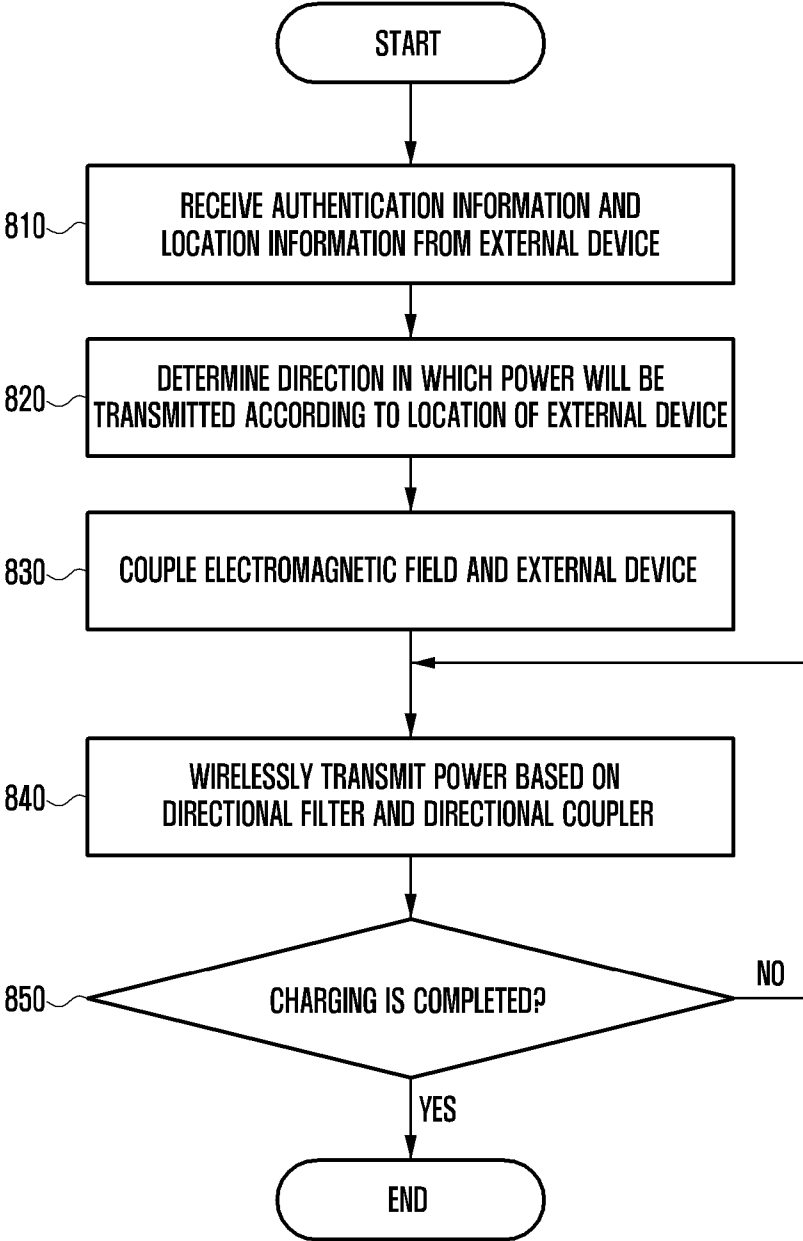 START
810
RECEIVE AUTHENTICATION INFORMATION AND
LOCATION INFORMATION FROM EXTERNAL DEVICE
820
DETERMINE DIRECTION IN WHICH POWER WILL BE
TRANSMITTED ACCORDING TO LOCATION OF EXTERNAL DEVICE
830
COUPLE ELECTROMAGNETIC FIELD AND EXTERNAL DEVICE
840
WIRELESSLY TRANSMIT POWER BASED ON
DIRECTIONAL FILTER AND DIRECTIONAL COUPLER
850
CHARGING IS COMPLETED?
NO
YES
END